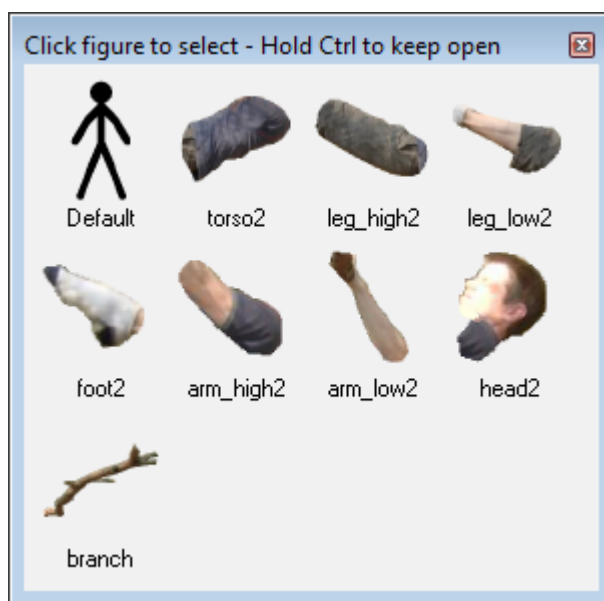 Click figure to select - Hold Ctrl to keep open
Default torso2 leg_high2 leg_low2
foot2 arm_high2 arm_low2 head2
branch